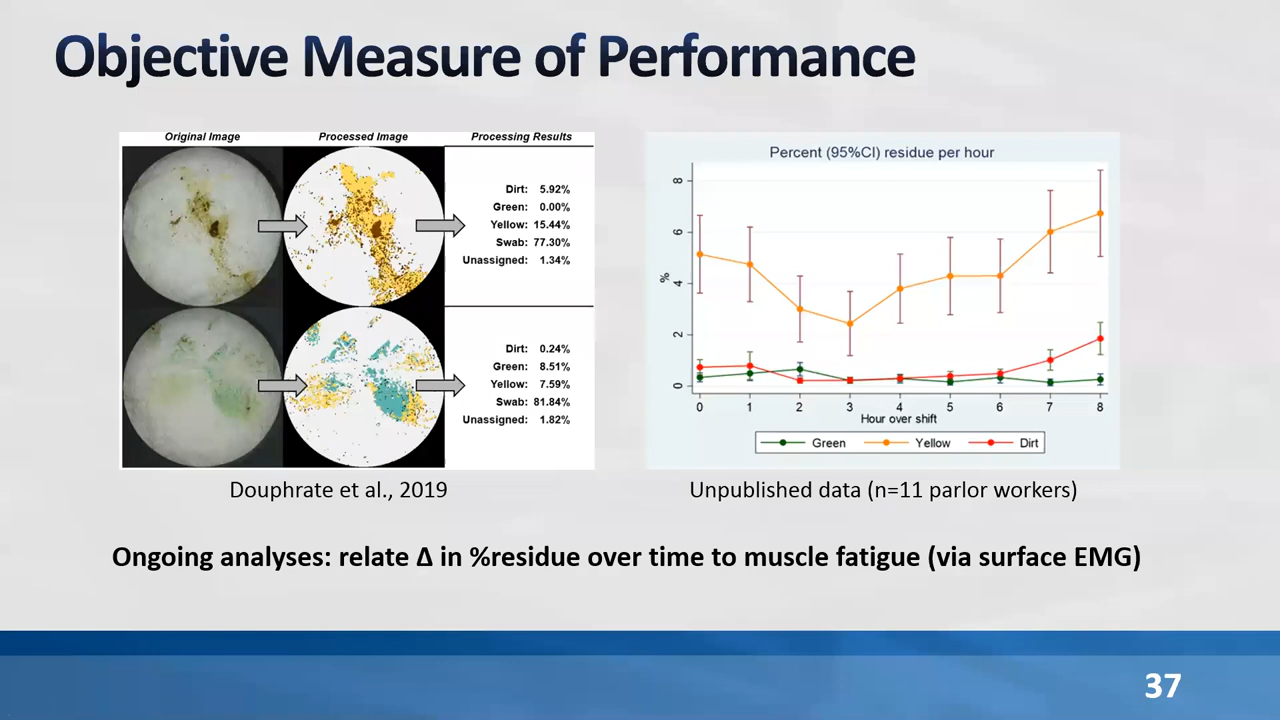 Objective Measure of Performance
Original Image Processed Image Processing Results
Dirt: 5.92%
Green: 0.00%
Yellow: 15.44%
Swab: 77.30%
Unassigned: 1.34%
Dirt: 0.24%
Green: 8.51%
Yellow: 7.59%
Swab: 81.84%
Unassigned: 1.82%
Douphrate et al., 2019
Percent (95%CI) residue per hour
8
6
%
4
2
0
0 1 2 3 4 5 6 7 8
Hour over shift
Green Yellow Dirt
Unpublished data (n=11 parlor workers)
Ongoing analyses: relate Δ in %residue over time to muscle fatigue (via surface EMG)
37